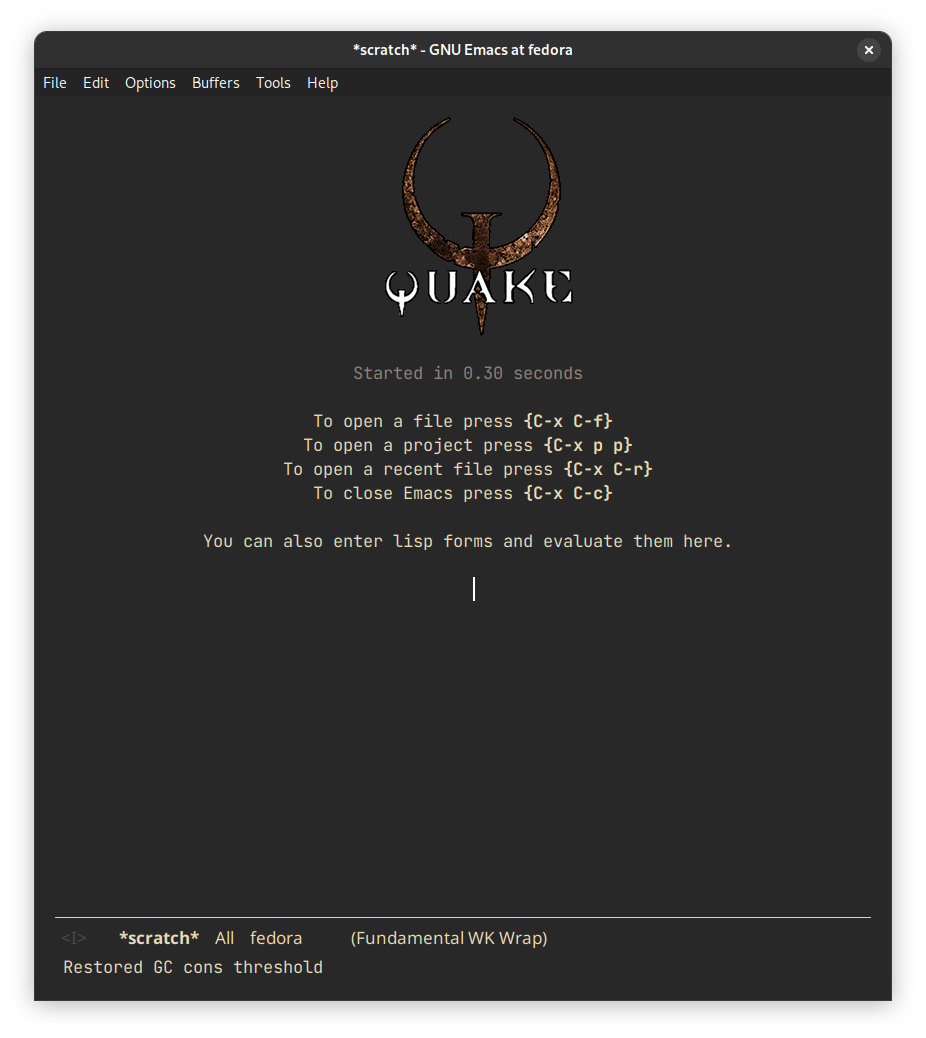 *scratch* - GNU Emacs at fedora
File Edit Options Buffers Tools Help
QUAKE
Started in 0.30 seconds
To open a file press {C-x C-f}
To open a project press {C-x p p}
To open a recent file press {C-x C-r}
To close Emacs press {C-x C-c}
You can also enter lisp forms and evaluate them here.
<I> *scratch* All fedora (Fundamental WK Wrap)
Restored GC cons threshold